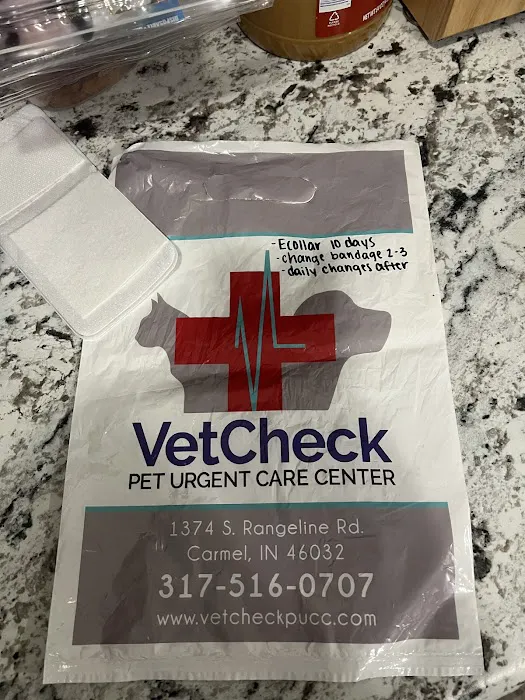 -Ecollar 10 days
-change bandage 2-3
-daily changes after
VetCheck
PET URGENT CARE CENTER
1374 S. Rangeline Rd.
Carmel, IN 46032
317-516-0707
www.vetcheckpucc.com